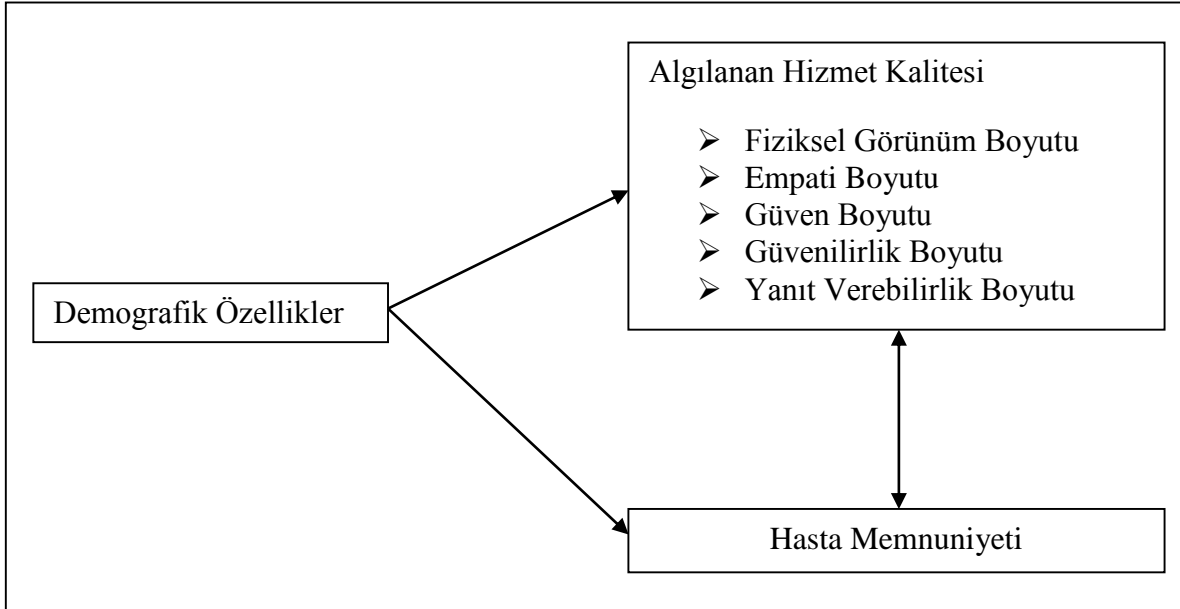 Algılanan Hizmet Kalitesi
➢ Fiziksel Görünüm Boyutu
➢ Empati Boyutu
➢ Güven Boyutu
➢ Güvenilirlik Boyutu
➢ Yanıt Verebilirlik Boyutu
Demografik Özellikler
Hasta Memnuniyeti